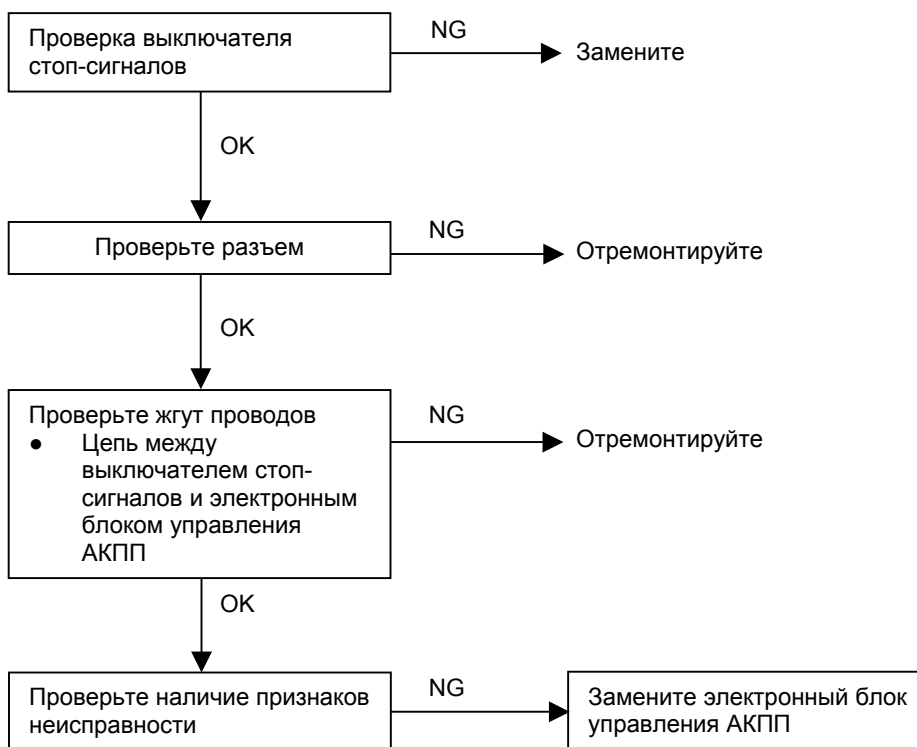 Проверка выключателя
стоп-сигналов
NG
Замените
OK
Проверьте разъем
NG
Отремонтируйте
OK
Проверьте жгут проводов
● Цепь между
выключателем стоп-
сигналов и электронным
блоком управления
АКПП
NG
Отремонтируйте
OK
Проверьте наличие признаков
неисправности
NG
Замените электронный блок
управления АКПП